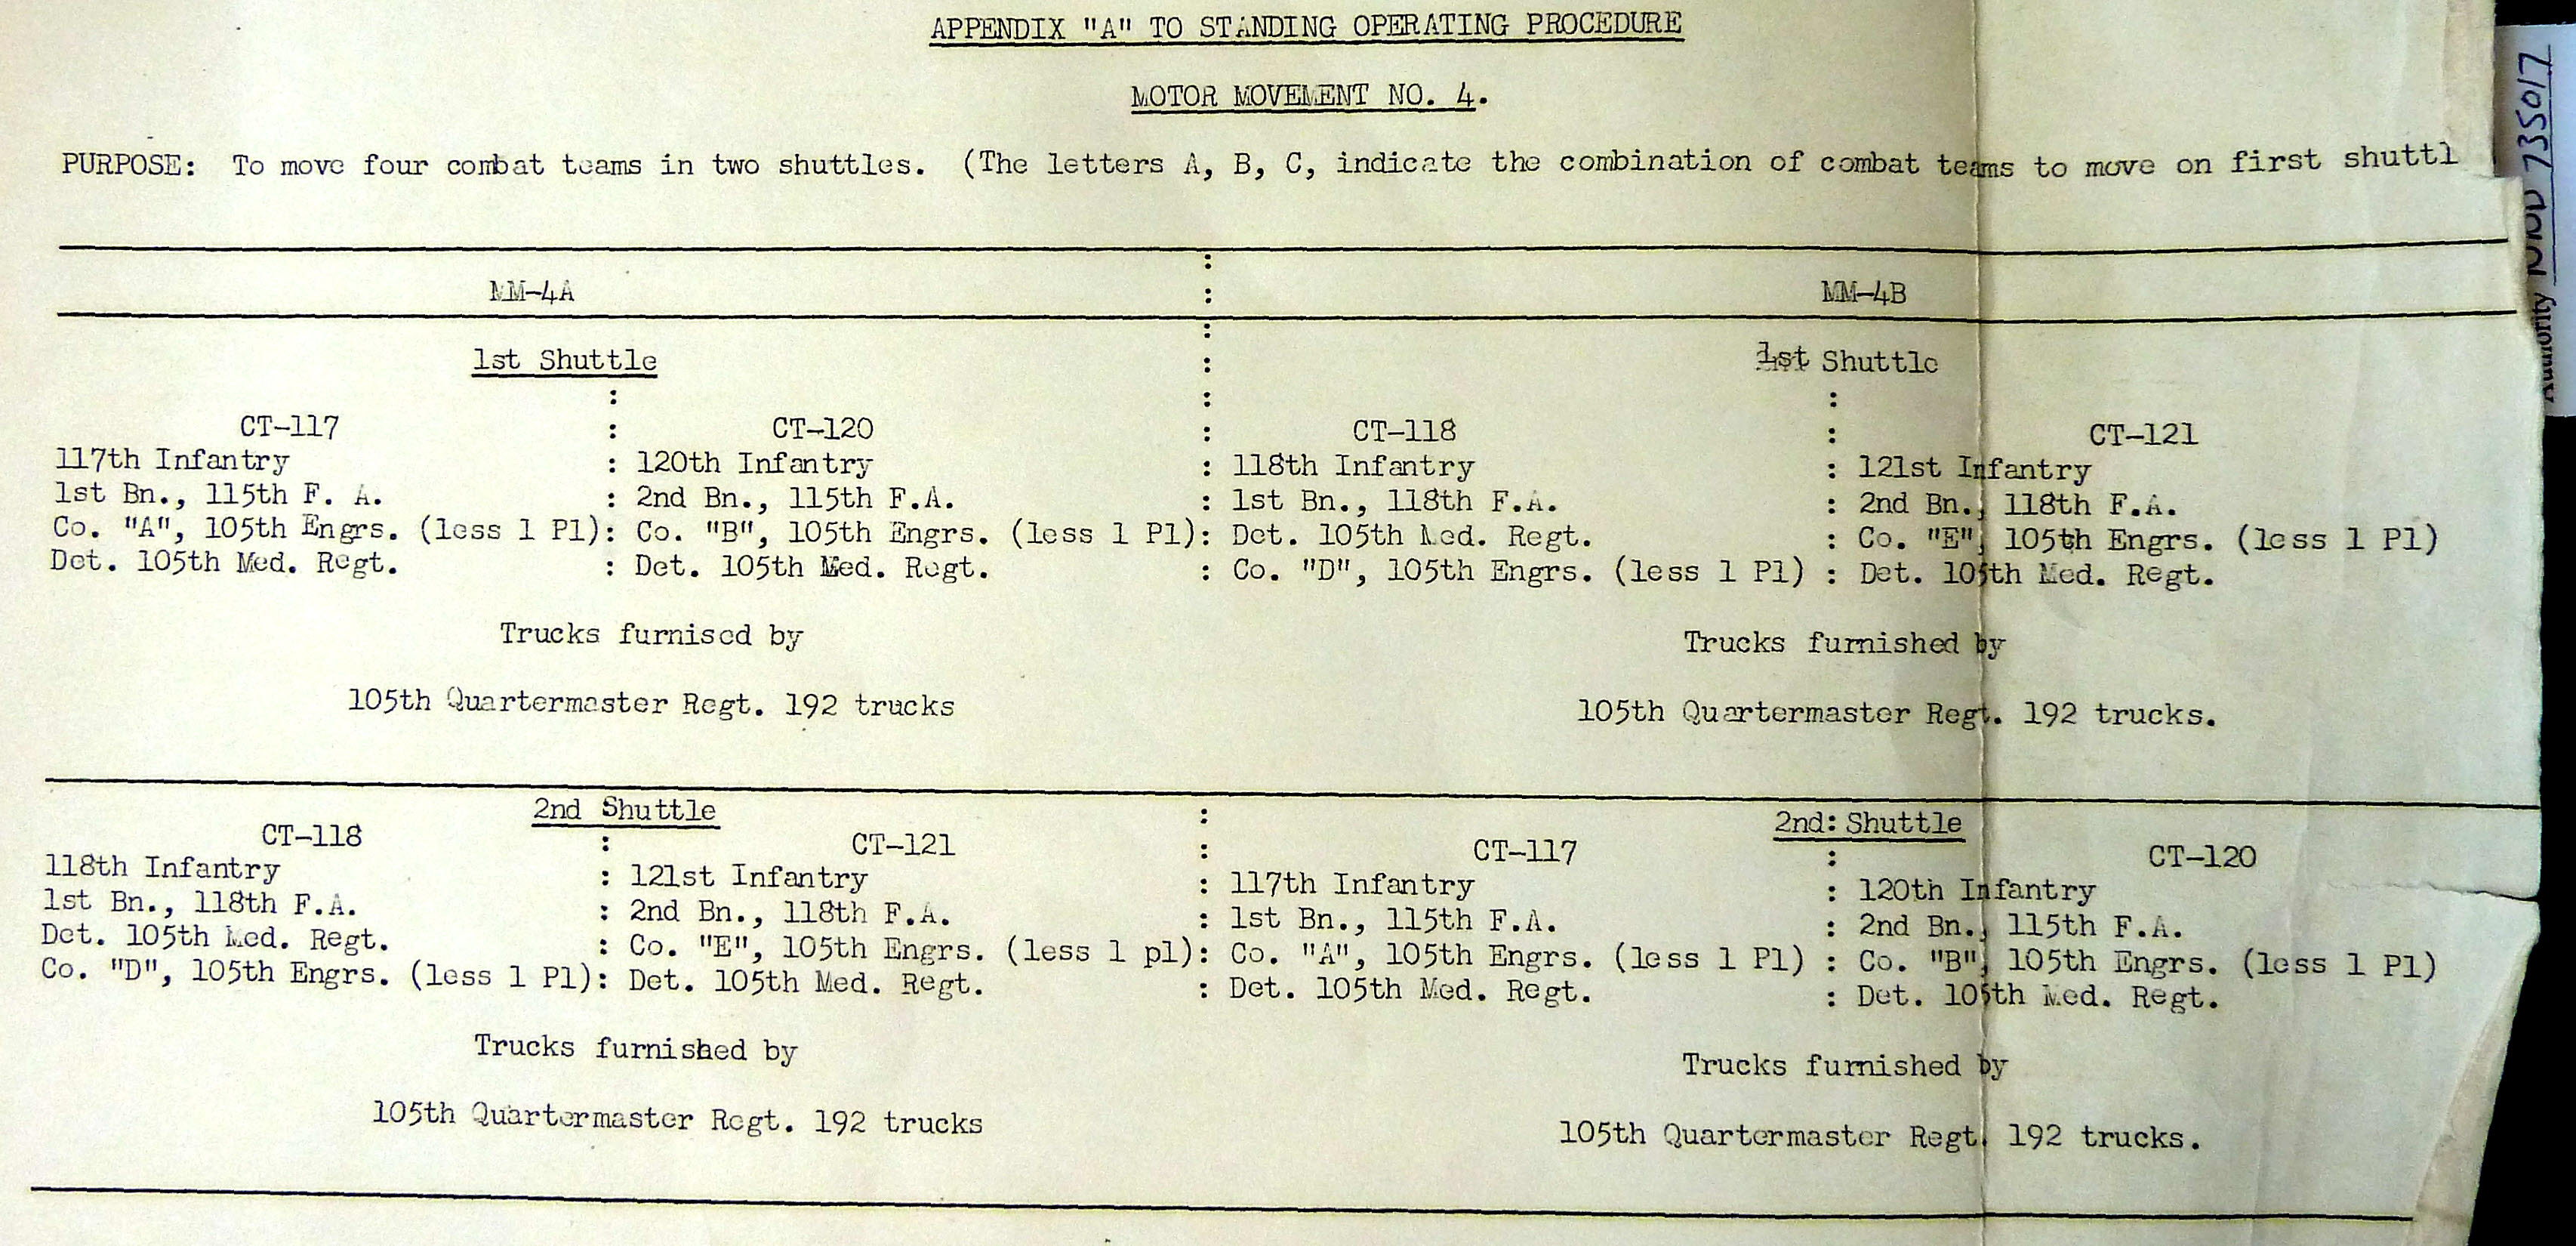 APPENDIX "A" TO STANDING OPERATING PROCEDURE
MOTOR MOVEMENT NO. 4.
PURPOSE: To move four combat teams in two shuttles. (The letters A, B, C, indicate the combination of combat teams to move on first shuttl
MM-4A : MM-4B
1st Shuttle : 1st Shuttle
CT-117 : CT-120 : CT-118 : CT-121
117th Infantry : 120th Infantry : 118th Infantry : 121st Infantry
1st Bn., 115th F. A. : 2nd Bn., 115th F.A. : 1st Bn., 118th F.A. : 2nd Bn., 118th F.A.
Co. "A", 105th Engrs. (less 1 Pl): Co. "B", 105th Engrs. (less 1 Pl): Det. 105th Med. Regt. : Co. "E", 105th Engrs. (less 1 Pl)
Det. 105th Med. Regt. : Det. 105th Med. Regt. : Co. "D", 105th Engrs. (less 1 Pl) : Det. 105th Med. Regt.
Trucks furnised by Trucks furnished by
105th Quartermaster Regt. 192 trucks 105th Quartermaster Regt. 192 trucks.
2nd Shuttle : 2nd: Shuttle
CT-118 : CT-121 : CT-117 : CT-120
118th Infantry : 121st Infantry : 117th Infantry : 120th Infantry
1st Bn., 118th F.A. : 2nd Bn., 118th F.A. : 1st Bn., 115th F.A. : 2nd Bn., 115th F.A.
Det. 105th Med. Regt. : Co. "E", 105th Engrs. (less 1 pl): Co. "A", 105th Engrs. (less 1 Pl) : Co. "B", 105th Engrs. (less 1 Pl)
Co. "D", 105th Engrs. (less 1 Pl): Det. 105th Med. Regt. : Det. 105th Med. Regt. : Det. 105th Med. Regt.
Trucks furnished by Trucks furnished by
105th Quartermaster Regt. 192 trucks 105th Quartermaster Regt. 192 trucks.
Authority NND 735017